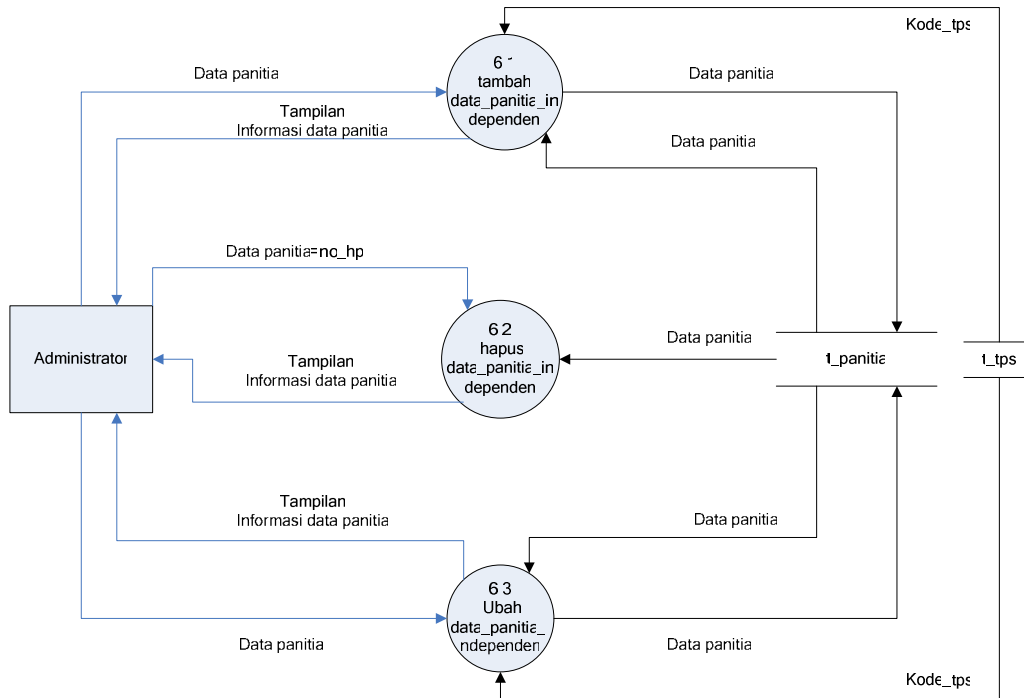 Kode_tps
6
tambah
data_panitia_in
dependen
Data panitia
Data panitia
Tampilan
Informasi data panitia
Data panitia
Data panitia=no_hp
6 2
hapus
data_panitia_in
dependen
Data panitia
Administrator
Tampilan
Informasi data panitia
t_panitia
t_tps
Tampilan
Informasi data panitia
Data panitia
6 3
Ubah
data_panitia_
ndependen
Data panitia
Data panitia
Kode_tps